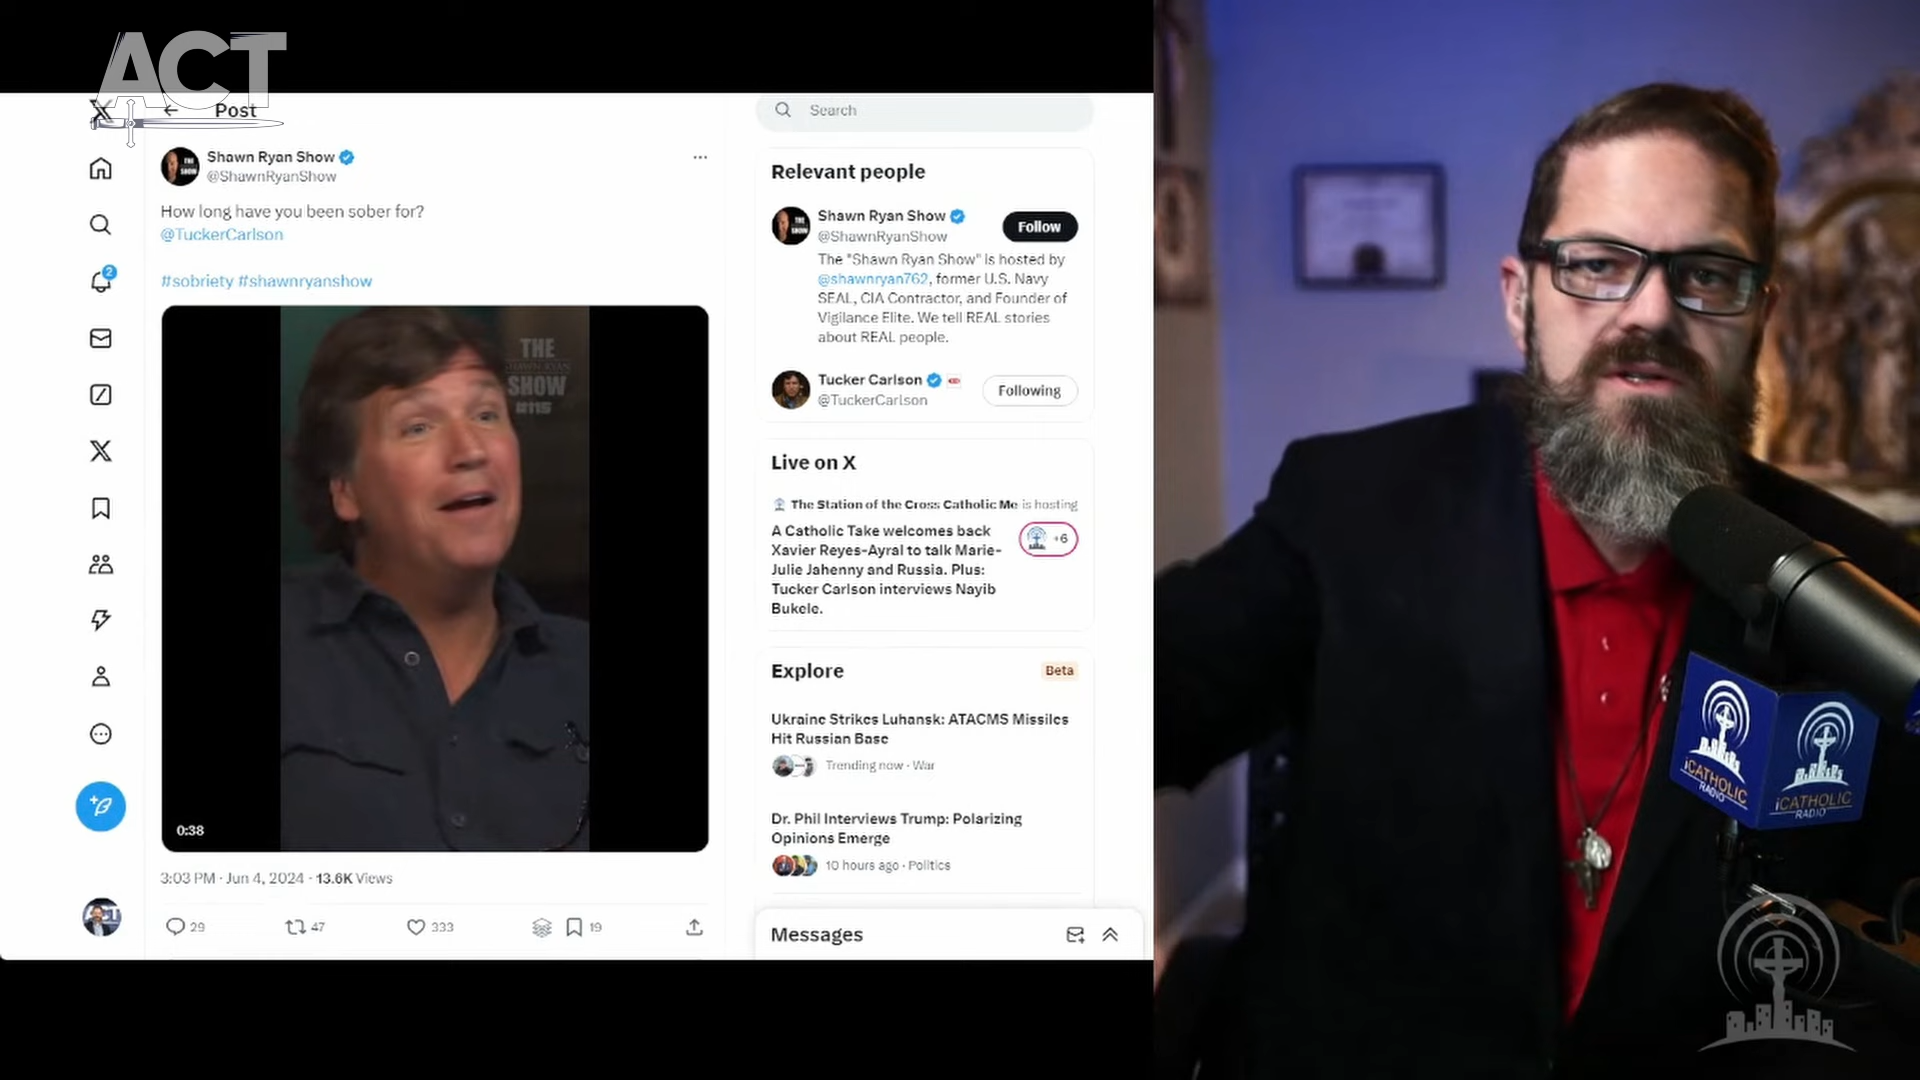 ACT
Post
Search
Shawn Ryan Show
@ShawnRyanShow
How long have you been sober for?
@TuckerCarlson
#sobriety #shawnryanshow
THE
SHAWN RYAN
SHOW
#115
0:38
3:03 PM · Jun 4, 2024 · 13.6K Views
29
47
333
19
2
Relevant people
Shawn Ryan Show
@ShawnRyanShow
Follow
The "Shawn Ryan Show" is hosted by
@shawnryan762, former U.S. Navy
SEAL, CIA Contractor, and Founder of
Vigilance Elite. We tell REAL stories
about REAL people.
Tucker Carlson
@TuckerCarlson
Following
Live on X
The Station of the Cross Catholic Me is hosting
A Catholic Take welcomes back
Xavier Reyes-Ayral to talk Marie-
Julie Jahenny and Russia. Plus:
Tucker Carlson interviews Nayib
Bukele.
+6
Explore
Beta
Ukraine Strikes Luhansk: ATACMS Missiles
Hit Russian Base
Trending now · War
Dr. Phil Interviews Trump: Polarizing
Opinions Emerge
10 hours ago · Politics
Messages
iCATHOLIC
RADIO
iCATHOLIC
RADIO